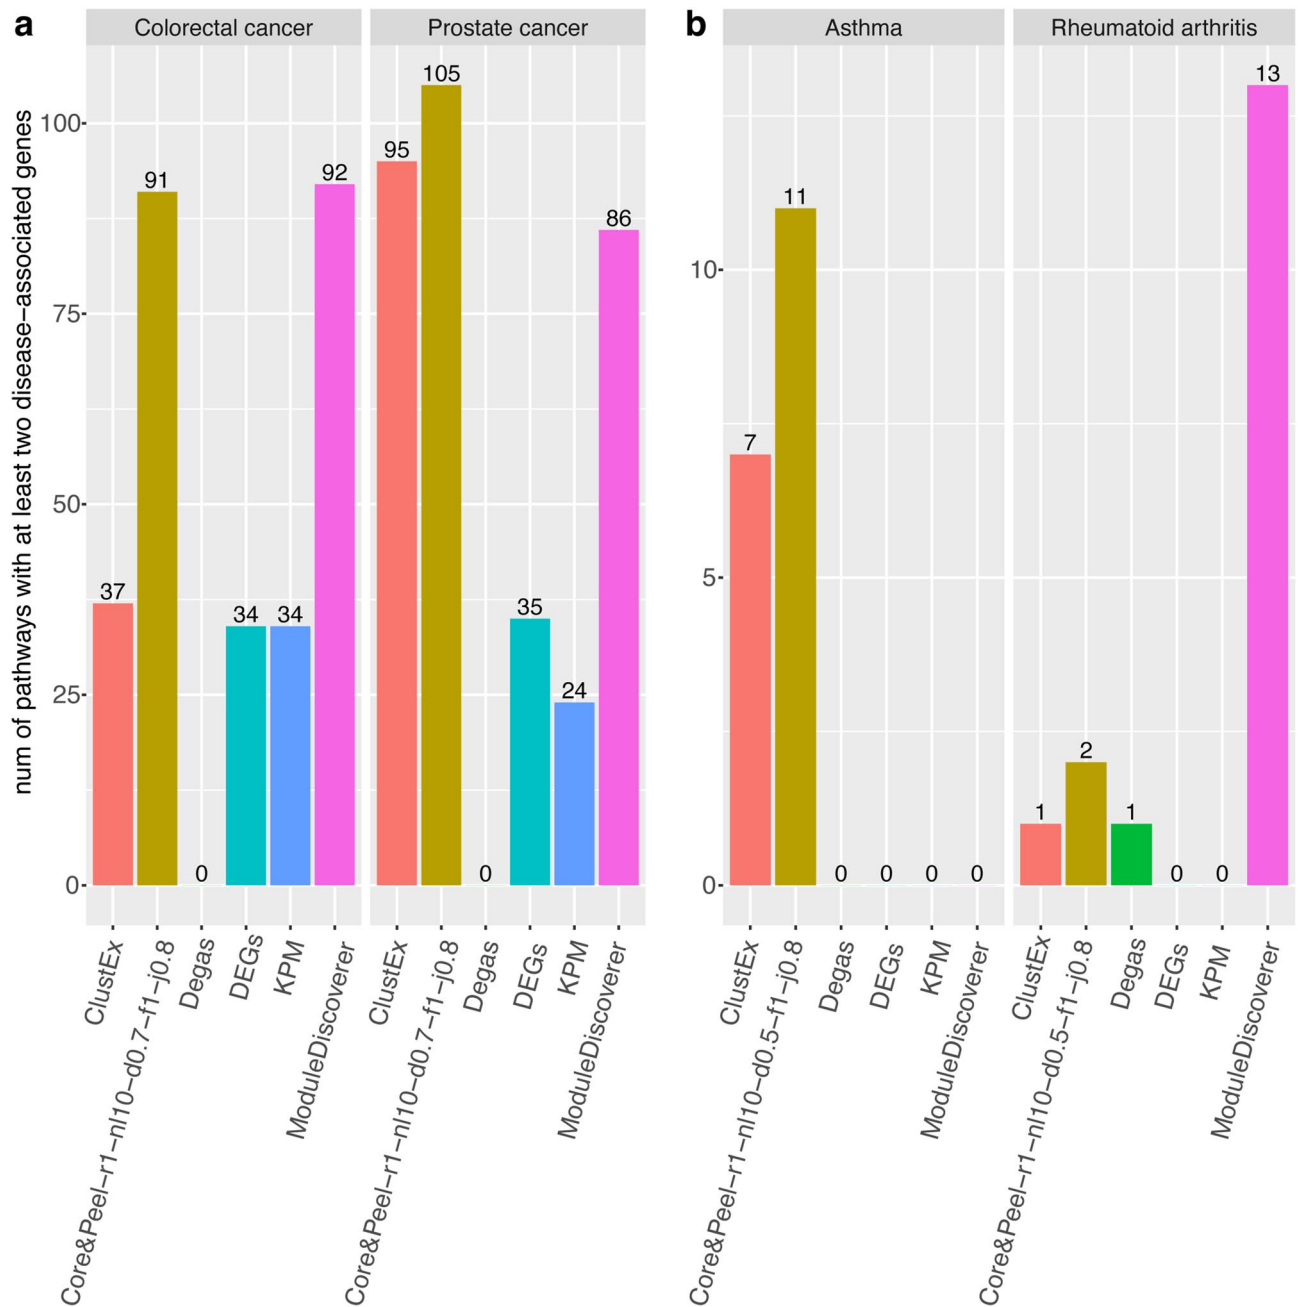 a
Colorectal cancer
Prostate cancer
num of pathways with at least two disease−associated genes
100
75
50
25
0
37
91
0
34
34
92
95
105
0
35
24
86
ClustEx
Core&Peel−r1−nl10−d0.7−f1−j0.8
Degas
DEGs
KPM
ModuleDiscoverer
ClustEx
Core&Peel−r1−nl10−d0.7−f1−j0.8
Degas
DEGs
KPM
ModuleDiscoverer
b
Asthma
Rheumatoid arthritis
10
5
0
7
11
0
0
0
0
1
2
1
0
0
13
ClustEx
Core&Peel−r1−nl10−d0.5−f1−j0.8
Degas
DEGs
KPM
ModuleDiscoverer
ClustEx
Core&Peel−r1−nl10−d0.5−f1−j0.8
Degas
DEGs
KPM
ModuleDiscoverer